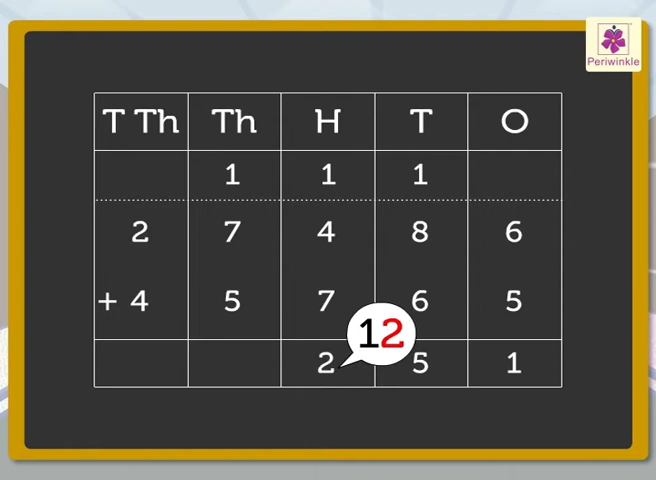 Periwinkle
T Th Th H T O
1 1 1
2 7 4 8 6
+ 4 5 7 6 5
12
2 5 1